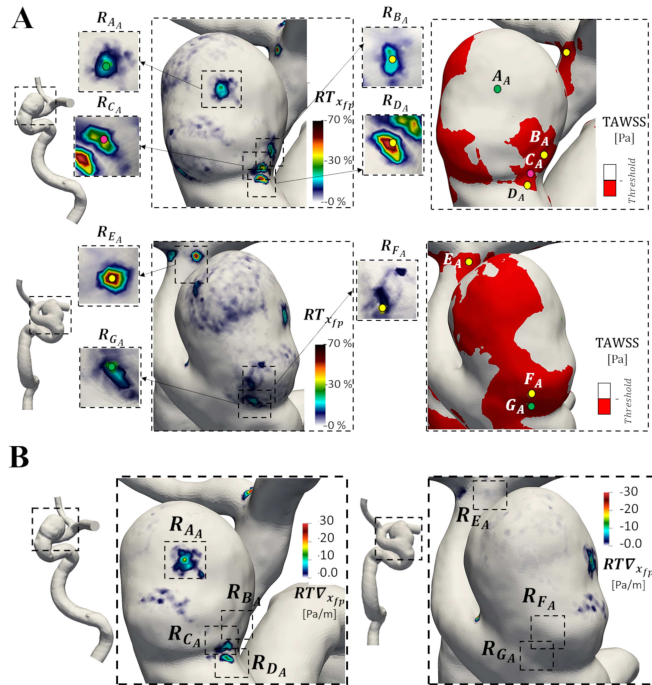 A
R_{A_A}
R_{B_A}
R_{C_A}
R_{D_A}
RT_{x_{fp}}
70 %
30 %
0 %
A_A
B_A
C_A
D_A
TAWSS
[Pa]
Threshold
R_{E_A}
R_{F_A}
R_{G_A}
RT_{x_{fp}}
70 %
30 %
0 %
E_A
F_A
G_A
TAWSS
[Pa]
Threshold
B
R_{A_A}
R_{B_A}
R_{C_A}
R_{D_A}
30
30
20
10
0.0
RT∇_{x_{fp}}
[Pa/m]
R_{E_A}
R_{F_A}
R_{G_A}
-30
-20
-10
-0.0
RT∇_{x_{fp}}
[Pa/m]